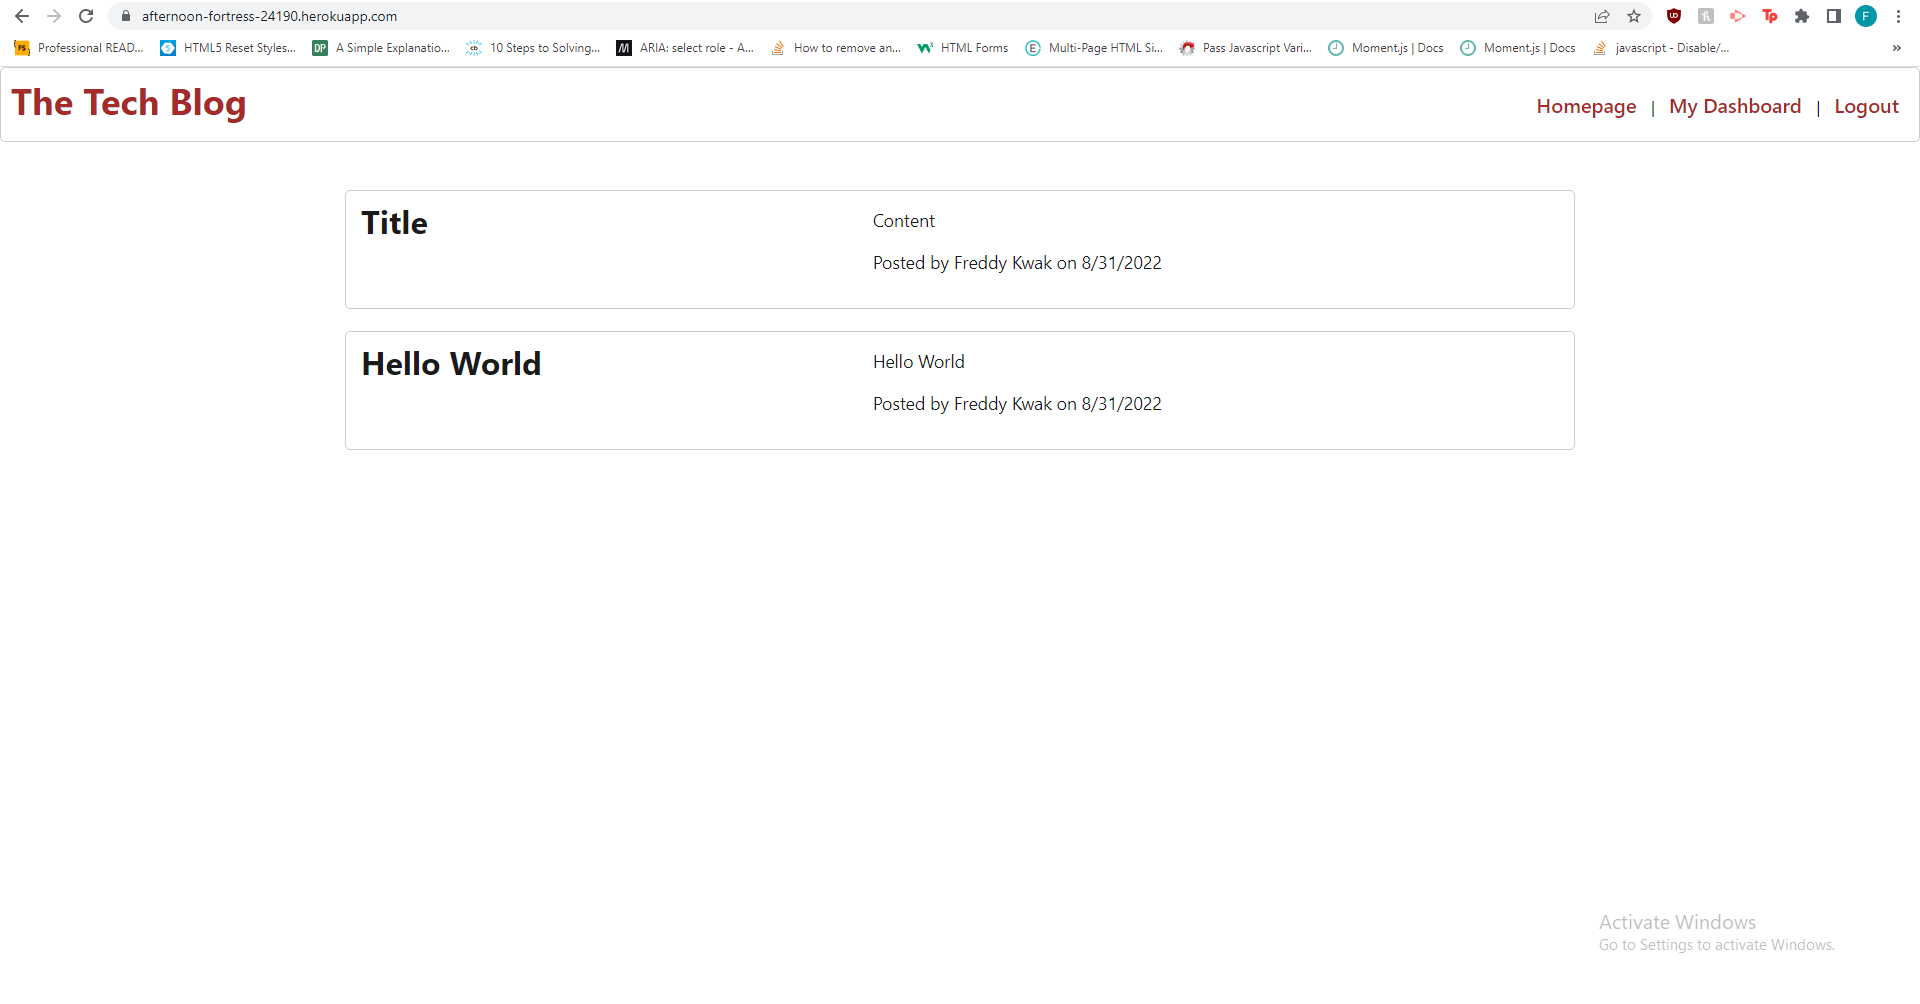 afternoon-fortress-24190.herokuapp.com
F
FS Professional READ... HTML5 Reset Styles... DP A Simple Explanatio... cb 10 Steps to Solving... M ARIA: select role - A... How to remove an... HTML Forms E Multi-Page HTML Si... Pass Javascript Vari... Moment.js | Docs Moment.js | Docs javascript - Disable/... »
The Tech Blog
Homepage | My Dashboard | Logout
Title
Content
Posted by Freddy Kwak on 8/31/2022
Hello World
Hello World
Posted by Freddy Kwak on 8/31/2022
Activate Windows
Go to Settings to activate Windows.